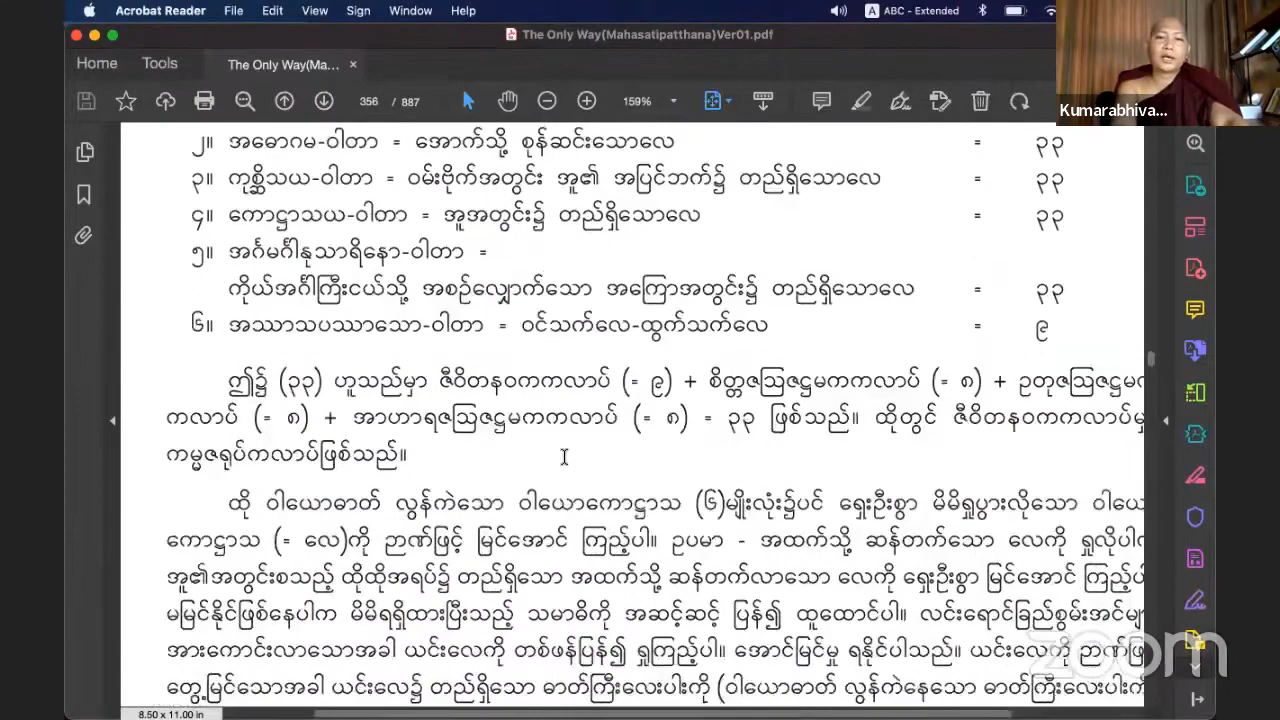 Acrobat Reader File Edit View Sign Window Help ABC - Extended
The Only Way(Mahasatipatthana)Ver01.pdf
Home Tools The Only Way(Ma...
356 / 887 159%
Kumarabhiva...
၂။ အဓောဂမ-ဝါတာ = အောက်သို့ စုန်ဆင်းသောလေ = ၃၃
၃။ ကုစ္ဆိသယ-ဝါတာ = ဝမ်းဗိုက်အတွင်း အူ၏ အပြင်ဘက်၌ တည်ရှိသောလေ = ၃၃
၄။ ကောဋ္ဌာသယ-ဝါတာ = အူအတွင်း၌ တည်ရှိသောလေ = ၃၃
၅။ အင်္ဂမင်္ဂါနုသာရိနော-ဝါတာ =
ကိုယ်အင်္ဂါကြီးငယ်သို့ အစဉ်လျှောက်သော အကြောအတွင်း၌ တည်ရှိသောလေ = ၃၃
၆။ အဿာသပဿာသော-ဝါတာ = ဝင်သက်လေ-ထွက်သက်လေ = ၉
ဤ၌ (၃၃) ဟူသည်မှာ ဇီဝိတနဝကကလာပ် (= ၉) + စိတ္တဇဩဇဋ္ဌမကကလာပ် (= ၈) + ဥတုဇဩဇဋ္ဌမက
ကလာပ် (= ၈) + အာဟာရဇဩဇဋ္ဌမကကလာပ် (= ၈) = ၃၃ ဖြစ်သည်။ ထိုတွင် ဇီဝိတနဝကကလာပ်မှ
ကမ္မဇရုပ်ကလာပ်ဖြစ်သည်။
ထို ဝါယောဓာတ် လွန်ကဲသော ဝါယောကောဋ္ဌာသ (၆)မျိုးလုံး၌ပင် ရှေးဦးစွာ မိမိရှုပွားလိုသော ဝါယော
ကောဋ္ဌာသ (= လေ)ကို ဉာဏ်ဖြင့် မြင်အောင် ကြည့်ပါ။ ဥပမာ - အထက်သို့ ဆန်တက်သော လေကို ရှုလိုပါက
အူ၏အတွင်းစသည့် ထိုထိုအရပ်၌ တည်ရှိသော အထက်သို့ ဆန်တက်လာသော လေကို ရှေးဦးစွာ မြင်အောင် ကြည့်ပါ
မမြင်နိုင်ဖြစ်နေပါက မိမိရရှိထားပြီးသည့် သမာဓိကို အဆင့်ဆင့် ပြန်၍ ထူထောင်ပါ။ လင်းရောင်ခြည်စွမ်းအင်များ
အားကောင်းလာသောအခါ ယင်းလေကို တစ်ဖန်ပြန်၍ ရှုကြည့်ပါ။ အောင်မြင်မှု ရနိုင်ပါသည်။ ယင်းလေကို ဉာဏ်ဖြင့်
တွေ့မြင်သောအခါ ယင်းလေ၌ တည်ရှိသော ဓာတ်ကြီးလေးပါးကို (ဝါယောဓာတ် လွန်ကဲနေသော ဓာတ်ကြီးလေးပါးကို
8.50 x 11.00 in
zoom